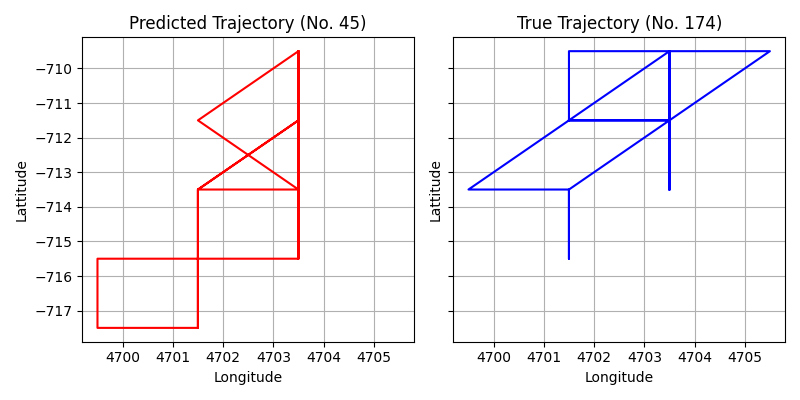 Predicted Trajectory (No. 45)
True Trajectory (No. 174)
Lattitude
−710
−711
−712
−713
−714
−715
−716
−717
4700 4701 4702 4703 4704 4705
Longitude
Lattitude
4700 4701 4702 4703 4704 4705
Longitude